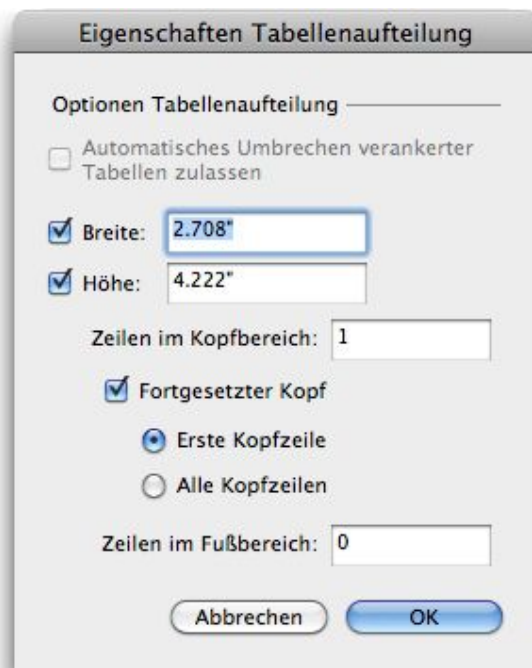 Eigenschaften Tabellenaufteilung
Optionen Tabellenaufteilung
Automatisches Umbrechen verankerter
Tabellen zulassen
Breite: 2.708"
Höhe: 4.222"
Zeilen im Kopfbereich: 1
Fortgesetzter Kopf
Erste Kopfzeile
Alle Kopfzeilen
Zeilen im Fußbereich: 0
Abbrechen OK